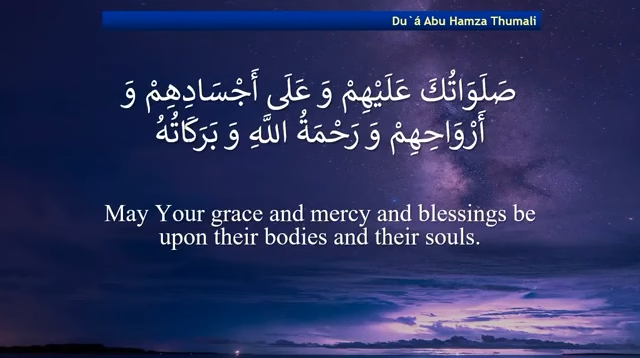 Du`á Abu Hamza Thumali
صَلَوَاتُكَ عَلَيْهِمْ وَ عَلَى أَجْسَادِهِمْ وَ
أَرْوَاحِهِمْ وَ رَحْمَةُ اللَّهِ وَ بَرَكَاتُهُ
May Your grace and mercy and blessings be
upon their bodies and their souls.